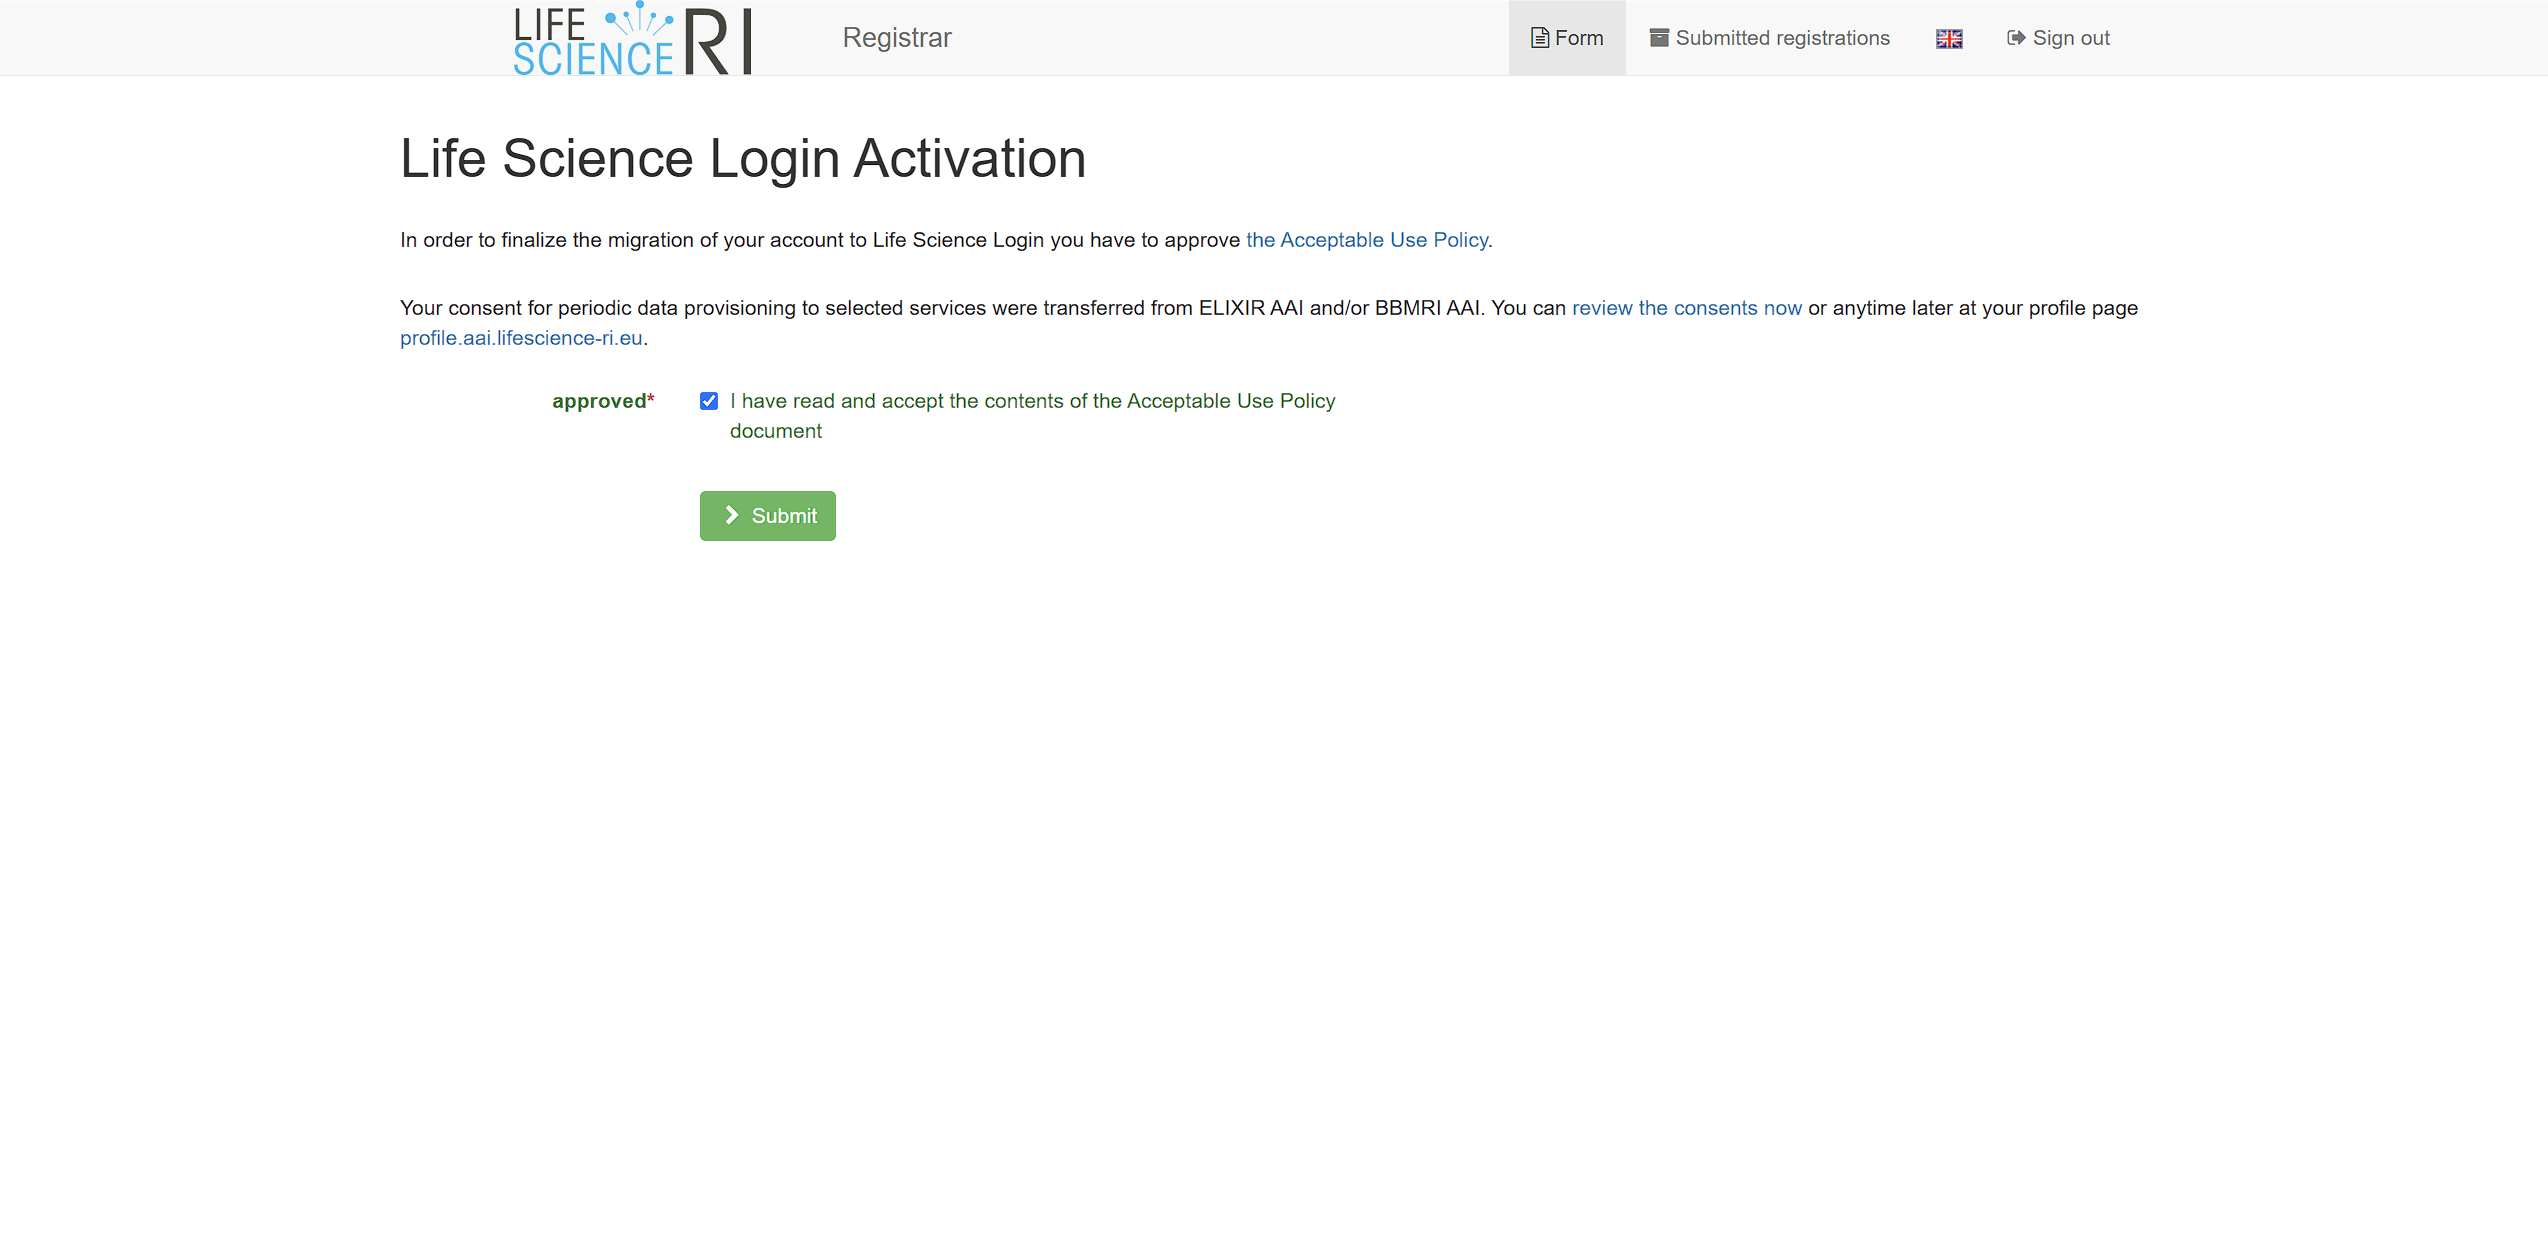 LIFE
SCIENCE RI
Registrar
Form
Submitted registrations
Sign out
Life Science Login Activation
In order to finalize the migration of your account to Life Science Login you have to approve the Acceptable Use Policy.
Your consent for periodic data provisioning to selected services were transferred from ELIXIR AAI and/or BBMRI AAI. You can review the consents now or anytime later at your profile page
profile.aai.lifescience-ri.eu.
approved* I have read and accept the contents of the Acceptable Use Policy
document
Submit